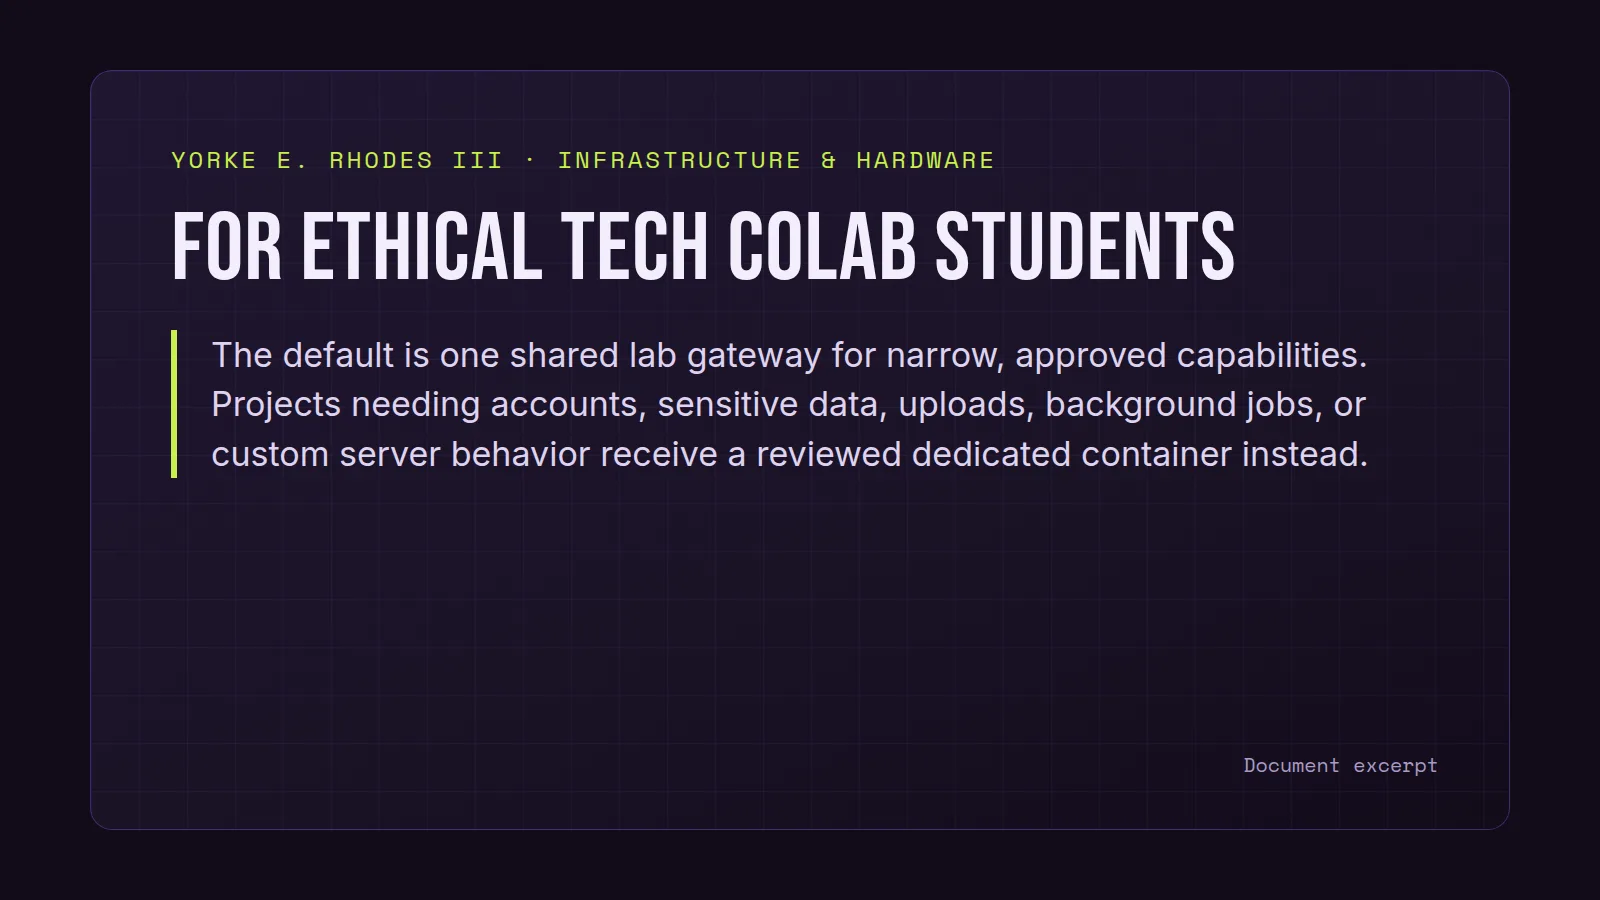 YORKE E. RHODES III · INFRASTRUCTURE & HARDWARE
FOR ETHICAL TECH COLAB STUDENTS
The default is one shared lab gateway for narrow, approved capabilities.
Projects needing accounts, sensitive data, uploads, background jobs, or
custom server behavior receive a reviewed dedicated container instead.
Document excerpt